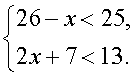 26 − x < 25,
2x + 7 < 13.